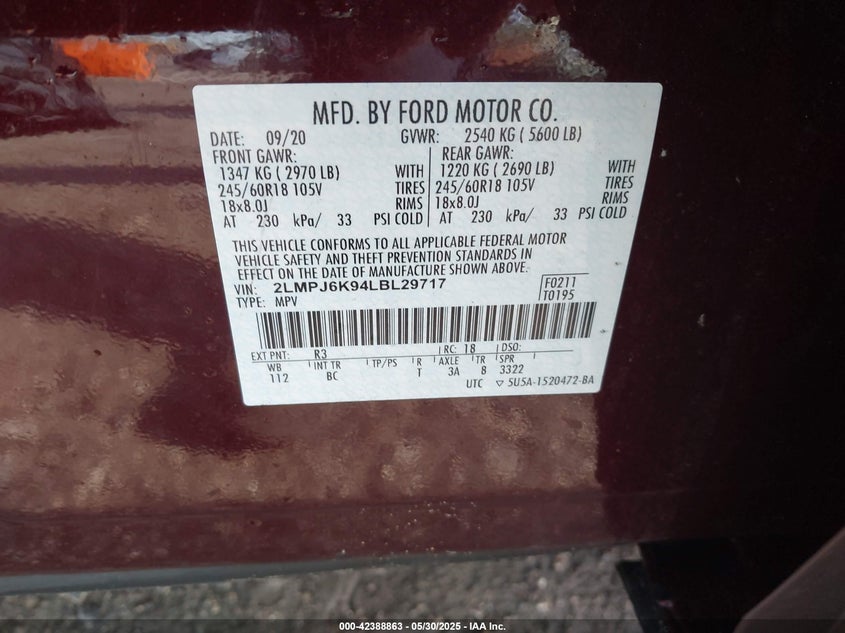 MFD. BY FORD MOTOR CO.
DATE: 09/20 GVWR: 2540 KG ( 5600 LB)
FRONT GAWR: REAR GAWR:
1347 KG ( 2970 LB) WITH 1220 KG ( 2690 LB) WITH
245/60R18 105V TIRES 245/60R18 105V TIRES
18x8.0J RIMS 18x8.0J RIMS
AT 230 kPa/ 33 PSI COLD AT 230 kPa/ 33 PSI COLD
THIS VEHICLE CONFORMS TO ALL APPLICABLE FEDERAL MOTOR
VEHICLE SAFETY AND THEFT PREVENTION STANDARDS IN
EFFECT ON THE DATE OF MANUFACTURE SHOWN ABOVE.
VIN: 2LMPJ6K94LBL29717 F0211
TYPE: MPV T0195
EXT PNT: R3 RC: 18 DSO:
WB INT TR TP/PS R AXLE TR SPR
112 BC T 3A 8 3322
UTC ▽ 5U5A-1520472-BA
000-42388863 / 05/30/2025 - IAA Inc.